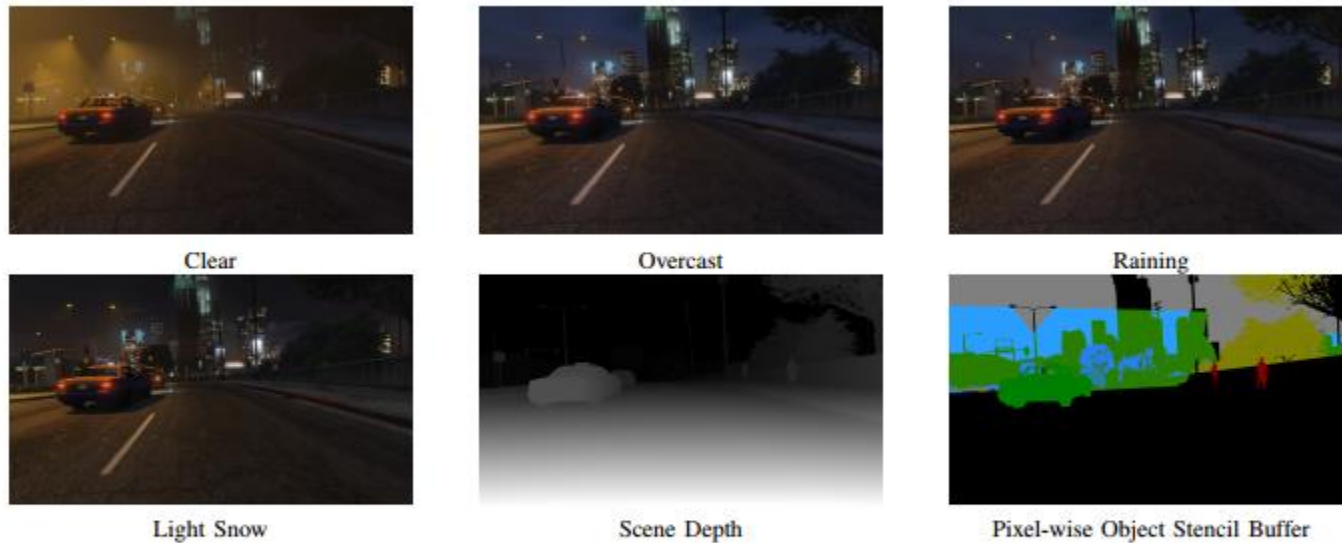 Clear
Overcast
Raining
Light Snow
Scene Depth
Pixel-wise Object Stencil Buffer